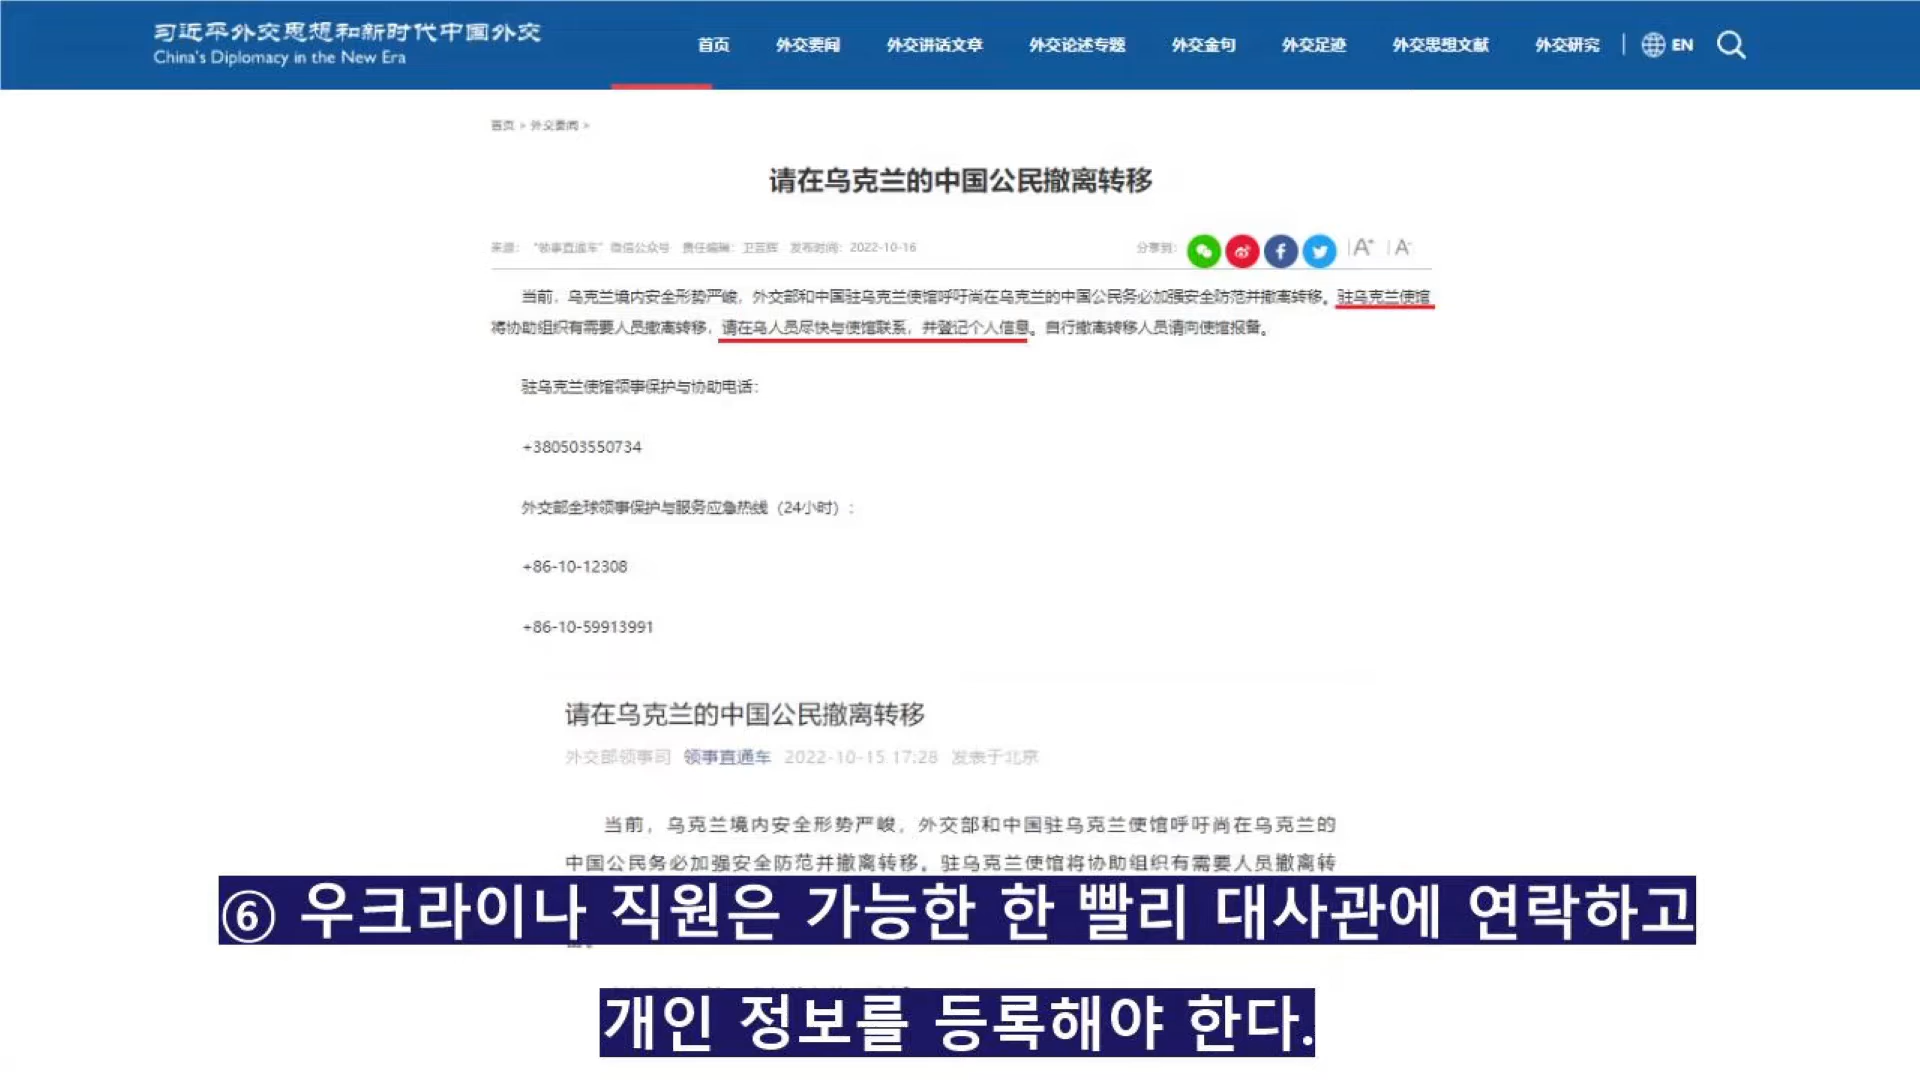 习近平外交思想和新时代中国外交
China's Diplomacy in the New Era
首页 外交要闻 外交讲话文章 外交论述专题 外交金句 外交足迹 外交思想文献 外交研究 | EN
首页 > 外交要闻 >
请在乌克兰的中国公民撤离转移
来源：“领事直通车”微信公众号 责任编辑： 发布时间：2022-10-16 分享到： A+ A-
当前，乌克兰境内安全形势严峻，外交部和中国驻乌克兰使馆呼吁尚在乌克兰的中国公民务必加强安全防范并撤离转移。驻乌克兰使馆
将协助组织有需要人员撤离转移，请在乌人员尽快与使馆联系，并登记个人信息。自行撤离转移人员请向使馆报备。
驻乌克兰使馆领事保护与协助电话：
+380503550734
外交部全球领事保护与服务应急热线（24小时）：
+86-10-12308
+86-10-59913991
请在乌克兰的中国公民撤离转移
外交部领事司 领事直通车 2022-10-15 17:28 发表于北京
当前，乌克兰境内安全形势严峻，外交部和中国驻乌克兰使馆呼吁尚在乌克兰的
中国公民务必加强安全防范并撤离转移。驻乌克兰使馆将协助组织有需要人员撤离转
⑥ 우크라이나 직원은 가능한 한 빨리 대사관에 연락하고
개인 정보를 등록해야 한다.